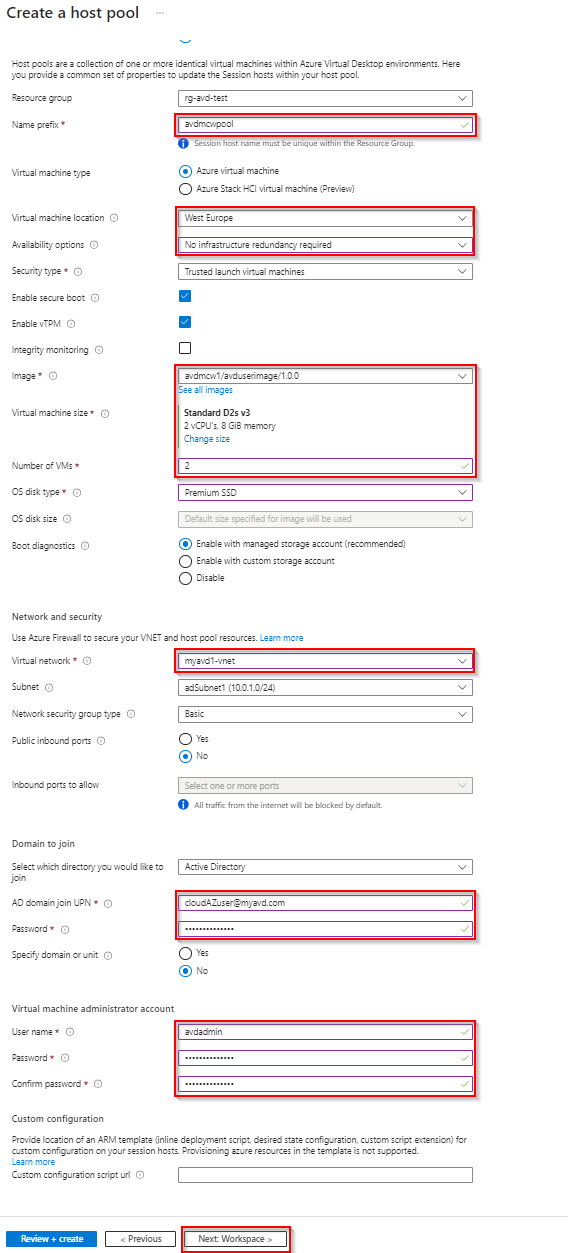 Create a host pool ...
Host pools are a collection of one or more identical virtual machines within Azure Virtual Desktop environments. Here
you provide a common set of properties to update the Session hosts within your host pool.
Resource group rg-avd-test
Name prefix * avdmcwpool
Session host name must be unique within the Resource Group.
Virtual machine type Azure virtual machine
Azure Stack HCI virtual machine (Preview)
Virtual machine location West Europe
Availability options No infrastructure redundancy required
Security type * Trusted launch virtual machines
Enable secure boot
Enable vTPM
Integrity monitoring
Image * avdmcw1/avduserimage/1.0.0
See all images
Virtual machine size * Standard D2s v3
2 vCPU's, 8 GiB memory
Change size
Number of VMs * 2
OS disk type * Premium SSD
OS disk size Default size specified for image will be used
Boot diagnostics Enable with managed storage account (recommended)
Enable with custom storage account
Disable
Network and security
Use Azure Firewall to secure your VNET and host pool resources. Learn more
Virtual network * myavd1-vnet
Subnet adSubnet1 (10.0.1.0/24)
Network security group type Basic
Public inbound ports Yes
No
Inbound ports to allow Select one or more ports
All traffic from the internet will be blocked by default.
Domain to join
Select which directory you would like to Active Directory
join
AD domain join UPN * cloudAZuser@myavd.com
Password * ••••••••••••••
Specify domain or unit Yes
No
Virtual machine administrator account
User name * avdadmin
Password * ••••••••••••••
Confirm password * ••••••••••••••
Custom configuration
Provide location of an ARM template (inline deployment script, desired state configuration, custom script extension) for
custom configuration on your session hosts. Provisioning azure resources in the template is not supported.
Learn more
Custom configuration script url
Review + create < Previous Next: Workspace >